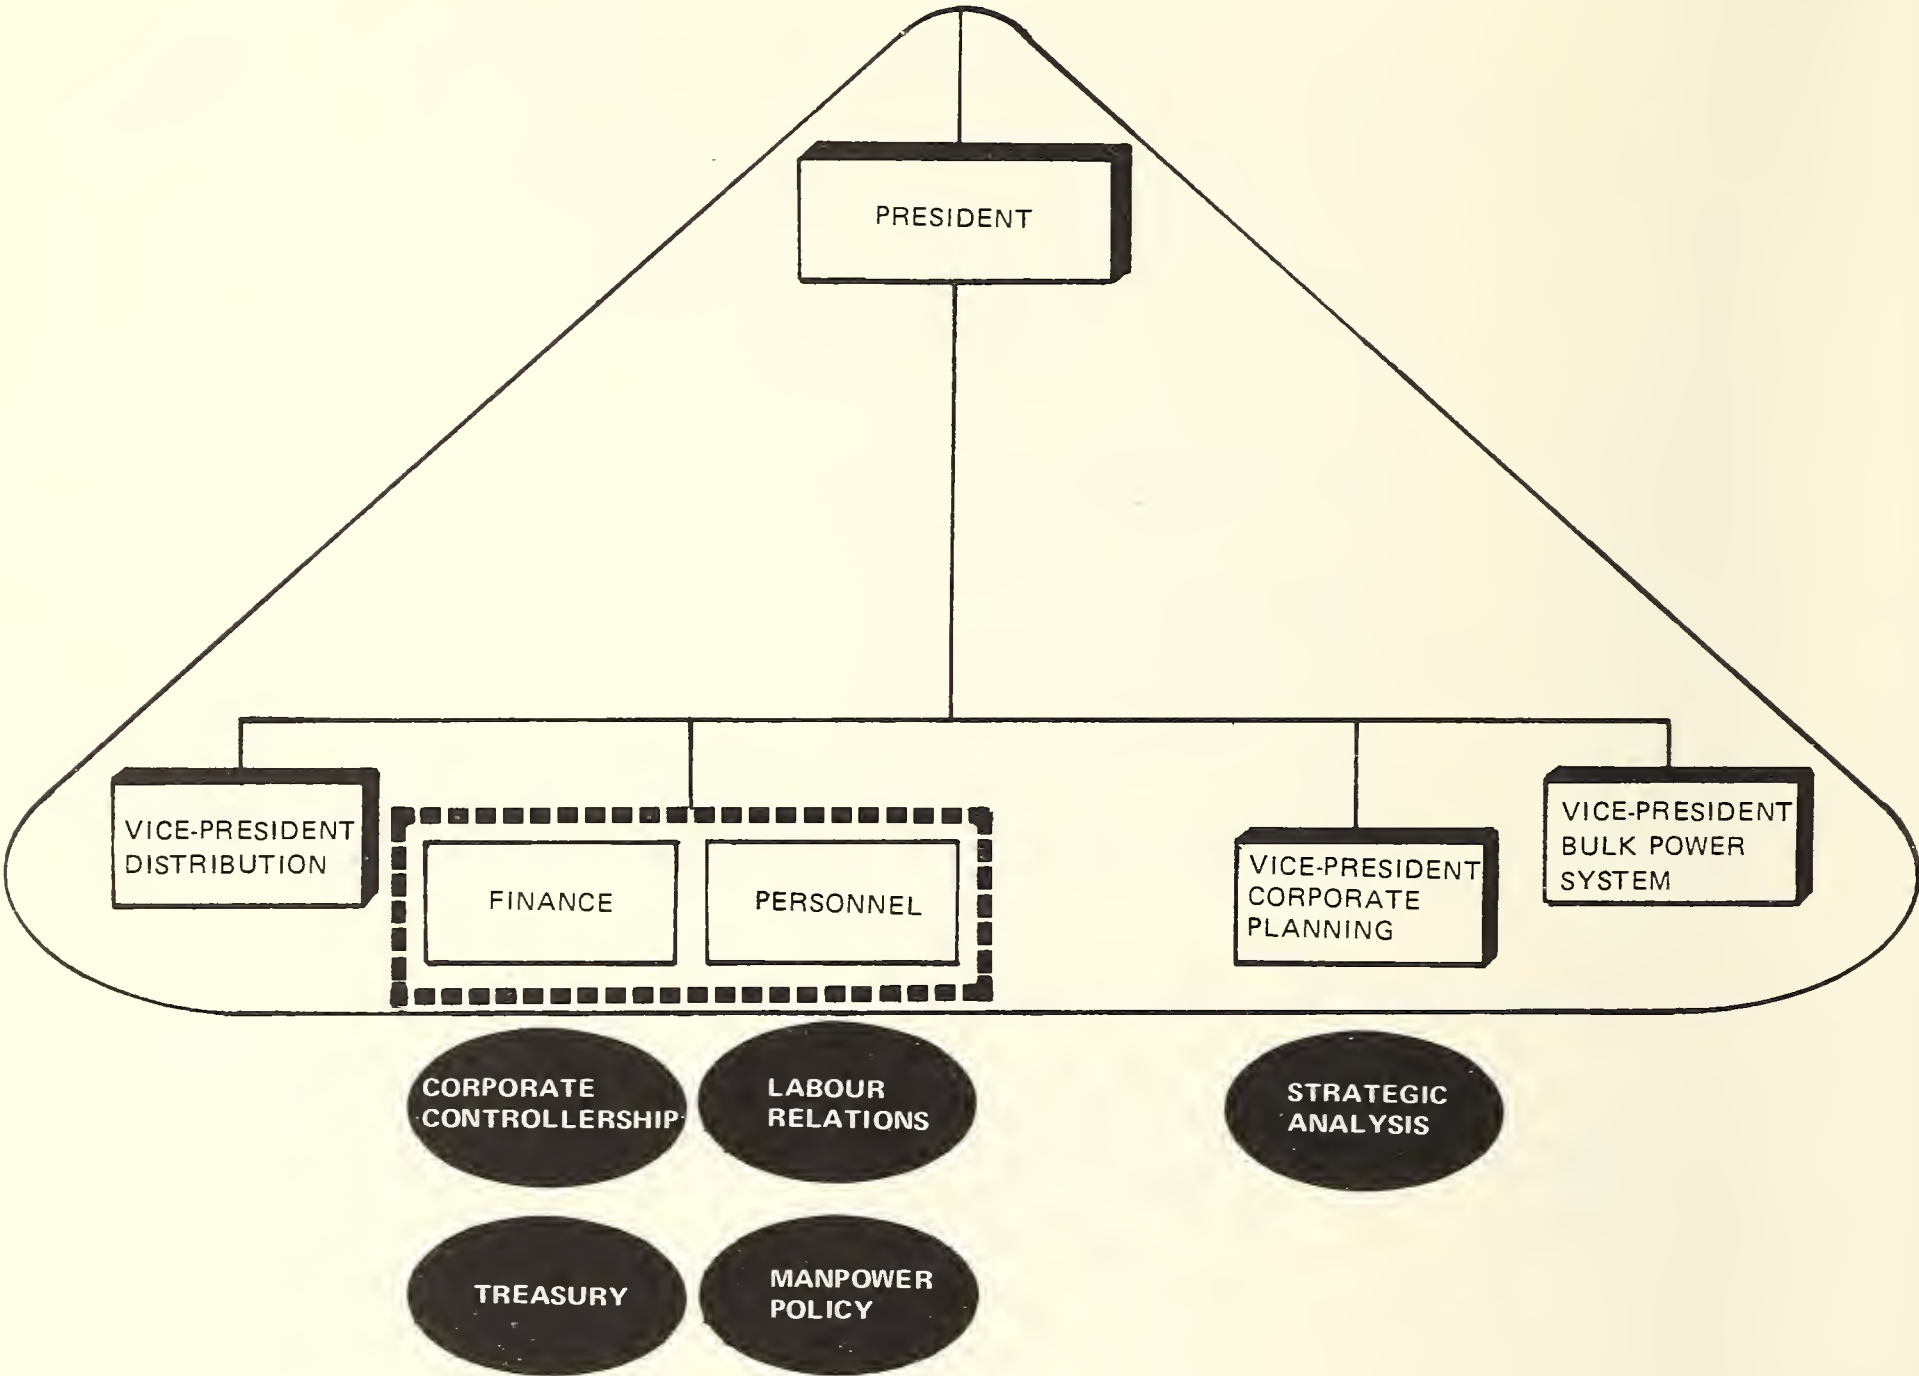 PRESIDENT
VICE-PRESIDENT
DISTRIBUTION
FINANCE
PERSONNEL
VICE-PRESIDENT
CORPORATE
PLANNING
VICE-PRESIDENT
BULK POWER
SYSTEM
CORPORATE
CONTROLLERSHIP
LABOUR
RELATIONS
STRATEGIC
ANALYSIS
TREASURY
MANPOWER
POLICY